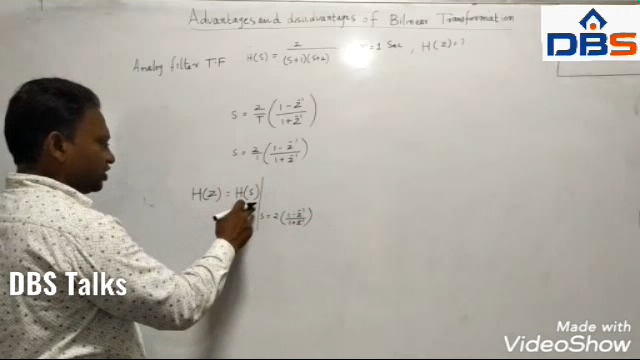 Advantages and disadvantages of Bilinear Transformation
DBS
Analog filter T.F H(s) = 2 / (s+1)(s+2) T = 1 sec, H(z) = ?
s = 2/T ( 1 - z⁻¹ / 1 + z⁻¹ )
s = 2/1 ( 1 - z⁻¹ / 1 + z⁻¹ )
H(z) = H(s) |
s = 2 ( 1 - z⁻¹ / 1 + z⁻¹ )
DBS Talks
Made with
VideoShow